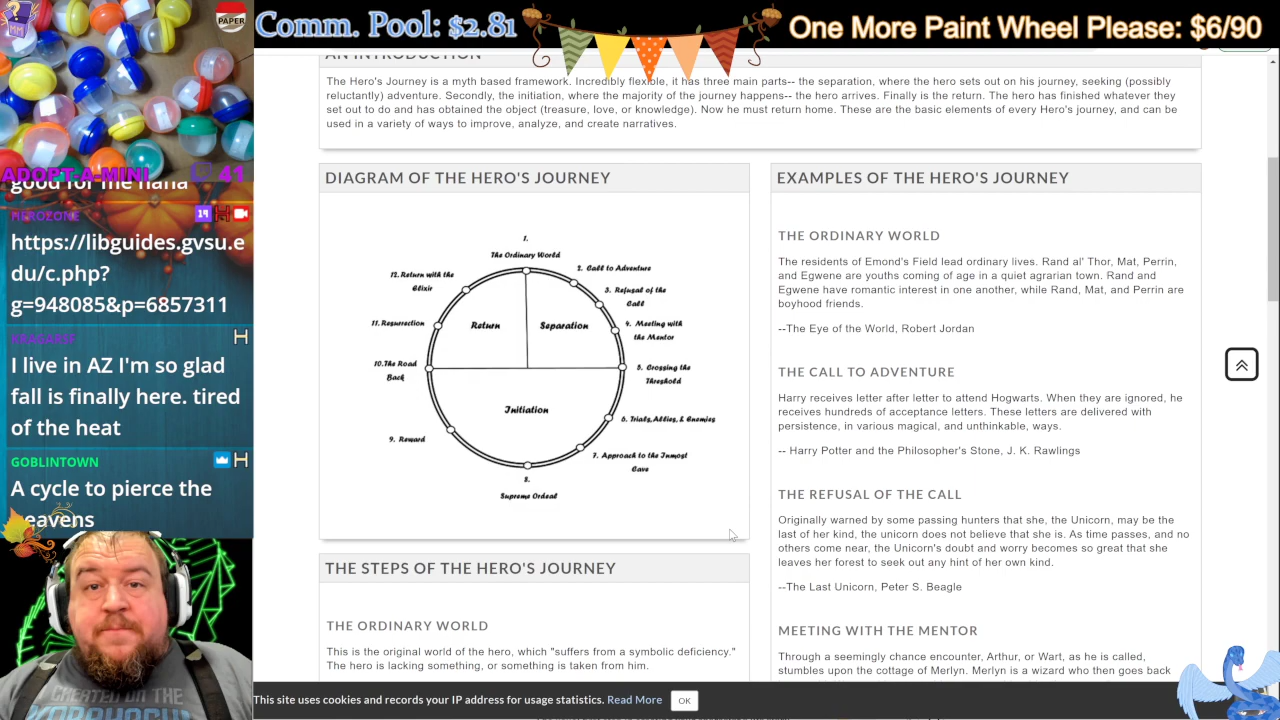 PAPER
Comm. Pool: $2.81
One More Paint Wheel Please: $6/90
ADOPT-A-MINI 41
good for me haha
HEROZONE 14
https://libguides.gvsu.e
du/c.php?
g=948085&p=6857311
I live in AZ I'm so glad
fall is finally here. tired
of the heat
GOBLINTOWN
A cycle to pierce the
heavens
CREATED ON THE
AN INTRODUCTION
The Hero's Journey is a myth based framework. Incredibly flexible, it has three main parts-- the separation, where the hero sets out on his journey, seeking (possibly
reluctantly) adventure. Secondly, the initiation, where the majority of the journey happens-- the hero arrives. Finally is the return. The hero has finished whatever they
set out to do and has obtained the object (treasure, love, or knowledge). Now he must return home. These are the basic elements of every Hero's journey, and can be
used in a variety of ways to improve, analyze, and create narratives.
DIAGRAM OF THE HERO'S JOURNEY
1.
The Ordinary World
2. Call to Adventure
3. Refusal of the
Call
4. Meeting with
the Mentor
5. Crossing the
Threshold
6. Trials, Allies, & Enemies
7. Approach to the Inmost
Cave
8.
Supreme Ordeal
9. Reward
10. The Road
Back
11. Resurrection
12. Return with the
Elixir
Return
Separation
Initiation
THE STEPS OF THE HERO'S JOURNEY
THE ORDINARY WORLD
This is the original world of the hero, which "suffers from a symbolic deficiency."
The hero is lacking something, or something is taken from him.
EXAMPLES OF THE HERO'S JOURNEY
THE ORDINARY WORLD
The residents of Emond's Field lead ordinary lives. Rand al' Thor, Mat, Perrin,
and Egwene are youths coming of age in a quiet agrarian town. Rand and
Egwene have romantic interest in one another, while Rand, Mat, and Perrin are
boyhood friends.
--The Eye of the World, Robert Jordan
THE CALL TO ADVENTURE
Harry receives letter after letter to attend Hogwarts. When they are ignored, he
receives hundreds of acceptance letters. These letters are delivered with
persistence, in various magical, and unthinkable, ways.
-- Harry Potter and the Philosopher's Stone, J. K. Rawlings
THE REFUSAL OF THE CALL
Originally warned by some passing hunters that she, the Unicorn, may be the
last of her kind, the unicorn does not believe that she is. As time passes, and no
others come near, the Unicorn's doubt and worry becomes so great that she
leaves her forest to seek out any hint of her own kind.
--The Last Unicorn, Peter S. Beagle
MEETING WITH THE MENTOR
Through a seemingly chance encounter, Arthur, or Wart, as he is called,
stumbles upon the cottage of Merlyn. Merlyn is a wizard who then goes back
This site uses cookies and records your IP address for usage statistics. Read More OK